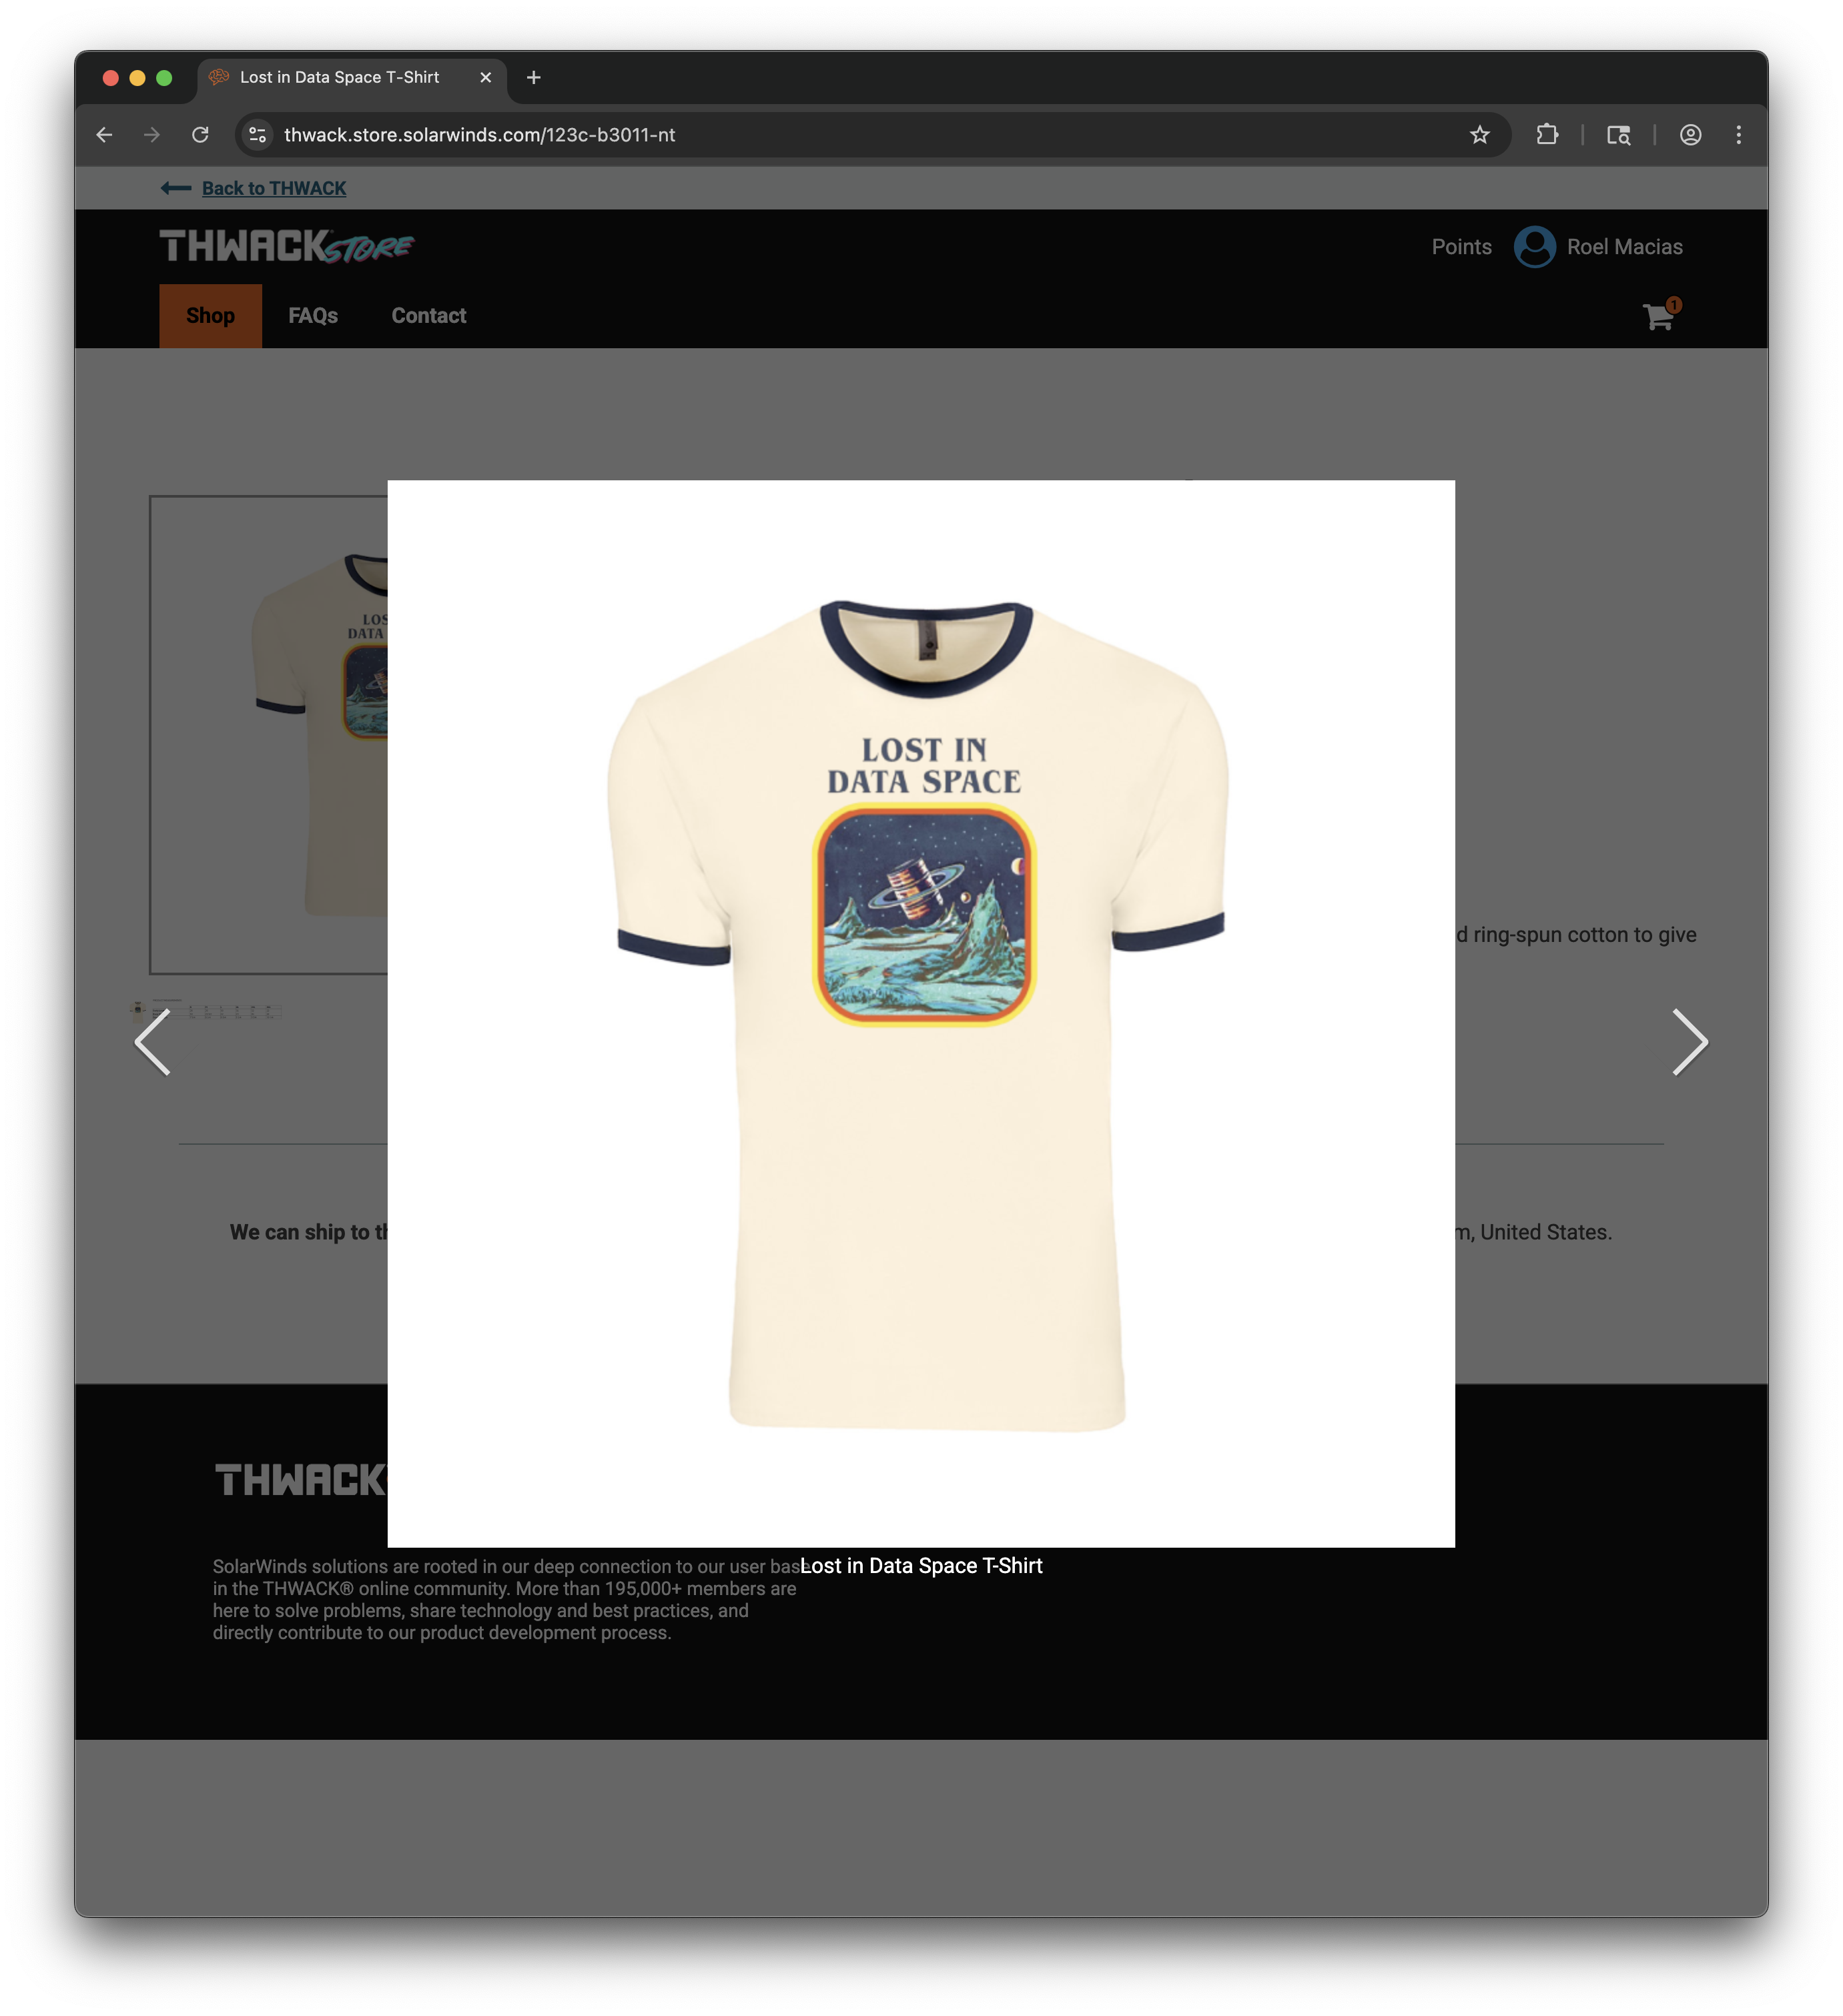 Lost in Data Space T-Shirt
thwack.store.solarwinds.com/123c-b3011-nt
Back to THWACK
THWACK STORE
Points
Roel Macias
Shop
FAQs
Contact
1
LOS
DATA
LOST IN
DATA SPACE
d ring-spun cotton to give
We can ship to th
m, United States.
THWACK
Lost in Data Space T-Shirt
SolarWinds solutions are rooted in our deep connection to our user base
in the THWACK® online community. More than 195,000+ members are
here to solve problems, share technology and best practices, and
directly contribute to our product development process.